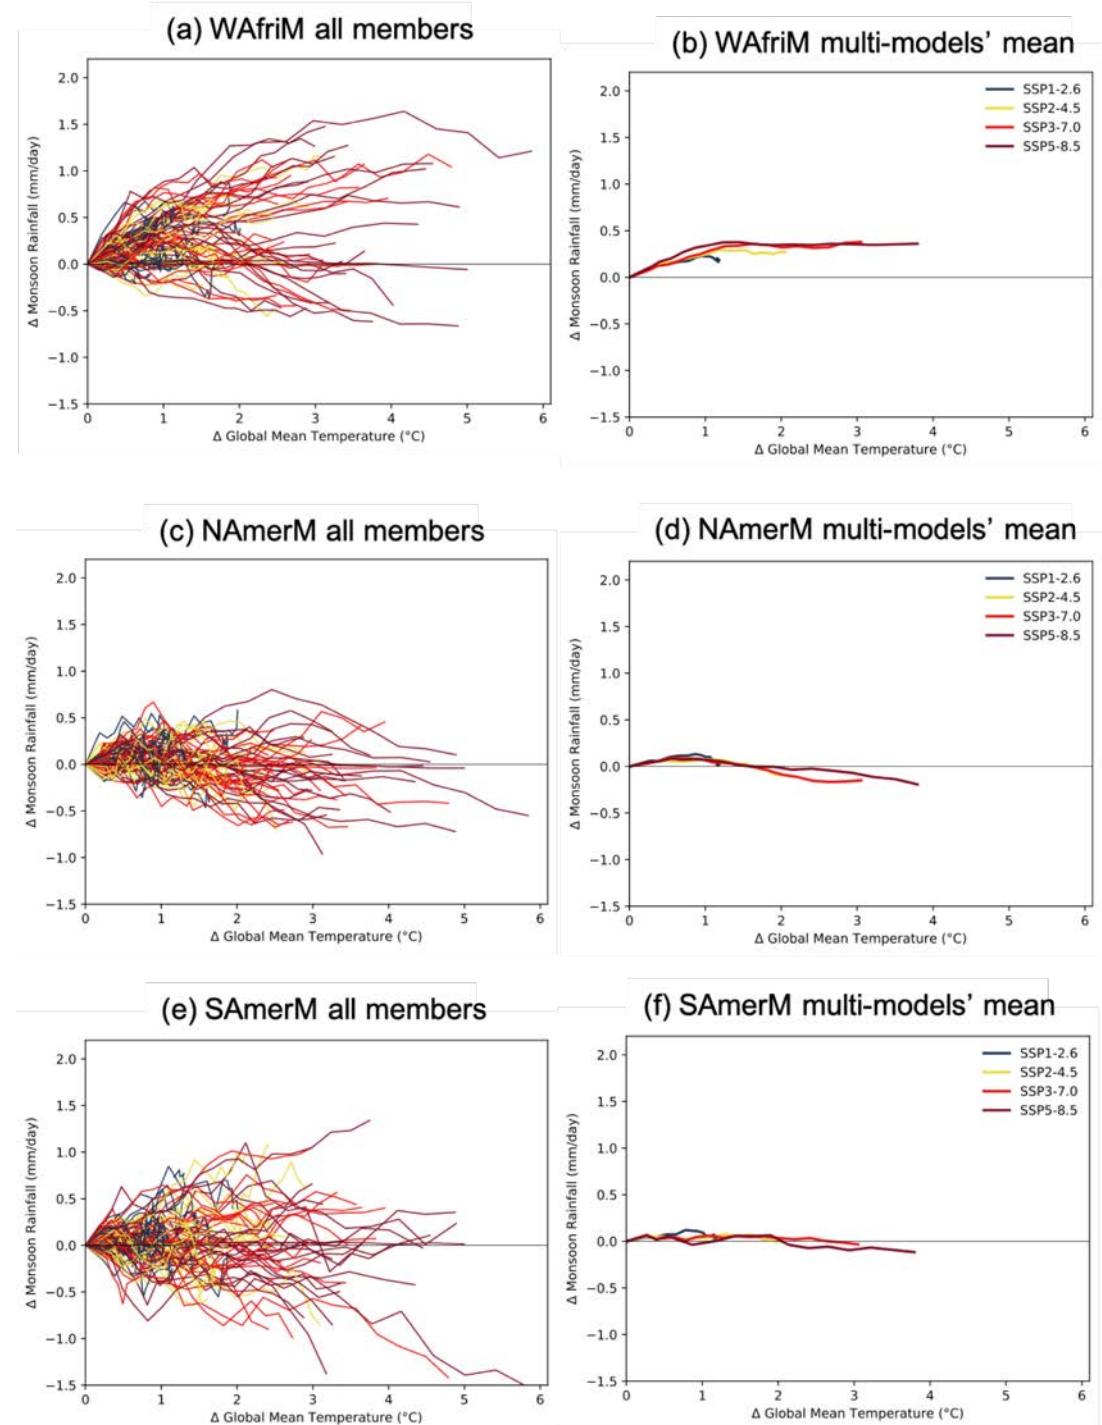 (a) WAfriM all members
2.0
1.5
1.0
0.5
0.0
−0.5
−1.0
−1.5
Δ Monsoon Rainfall (mm/day)
0 1 2 3 4 5 6
Δ Global Mean Temperature (°C)
(b) WAfriM multi-models’ mean
SSP1-2.6
SSP2-4.5
SSP3-7.0
SSP5-8.5
2.0
1.5
1.0
0.5
0.0
−0.5
−1.0
−1.5
Δ Monsoon Rainfall (mm/day)
0 1 2 3 4 5 6
Δ Global Mean Temperature (°C)
(c) NAmerM all members
2.0
1.5
1.0
0.5
0.0
−0.5
−1.0
−1.5
Δ Monsoon Rainfall (mm/day)
0 1 2 3 4 5 6
Δ Global Mean Temperature (°C)
(d) NAmerM multi-models’ mean
SSP1-2.6
SSP2-4.5
SSP3-7.0
SSP5-8.5
2.0
1.5
1.0
0.5
0.0
−0.5
−1.0
−1.5
Δ Monsoon Rainfall (mm/day)
0 1 2 3 4 5 6
Δ Global Mean Temperature (°C)
(e) SAmerM all members
2.0
1.5
1.0
0.5
0.0
−0.5
−1.0
−1.5
Δ Monsoon Rainfall (mm/day)
0 1 2 3 4 5 6
Δ Global Mean Temperature (°C)
(f) SAmerM multi-models’ mean
SSP1-2.6
SSP2-4.5
SSP3-7.0
SSP5-8.5
2.0
1.5
1.0
0.5
0.0
−0.5
−1.0
−1.5
Δ Monsoon Rainfall (mm/day)
0 1 2 3 4 5 6
Δ Global Mean Temperature (°C)